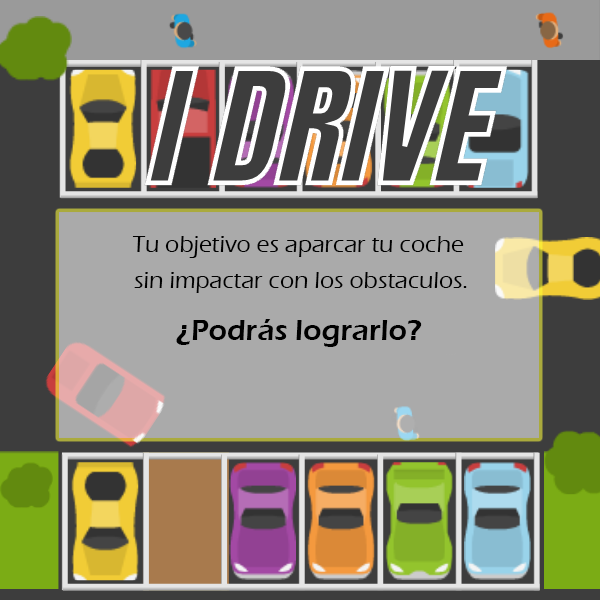 I DRIVE
Tu objetivo es aparcar tu coche
sin impactar con los obstaculos.
¿Podrás lograrlo?